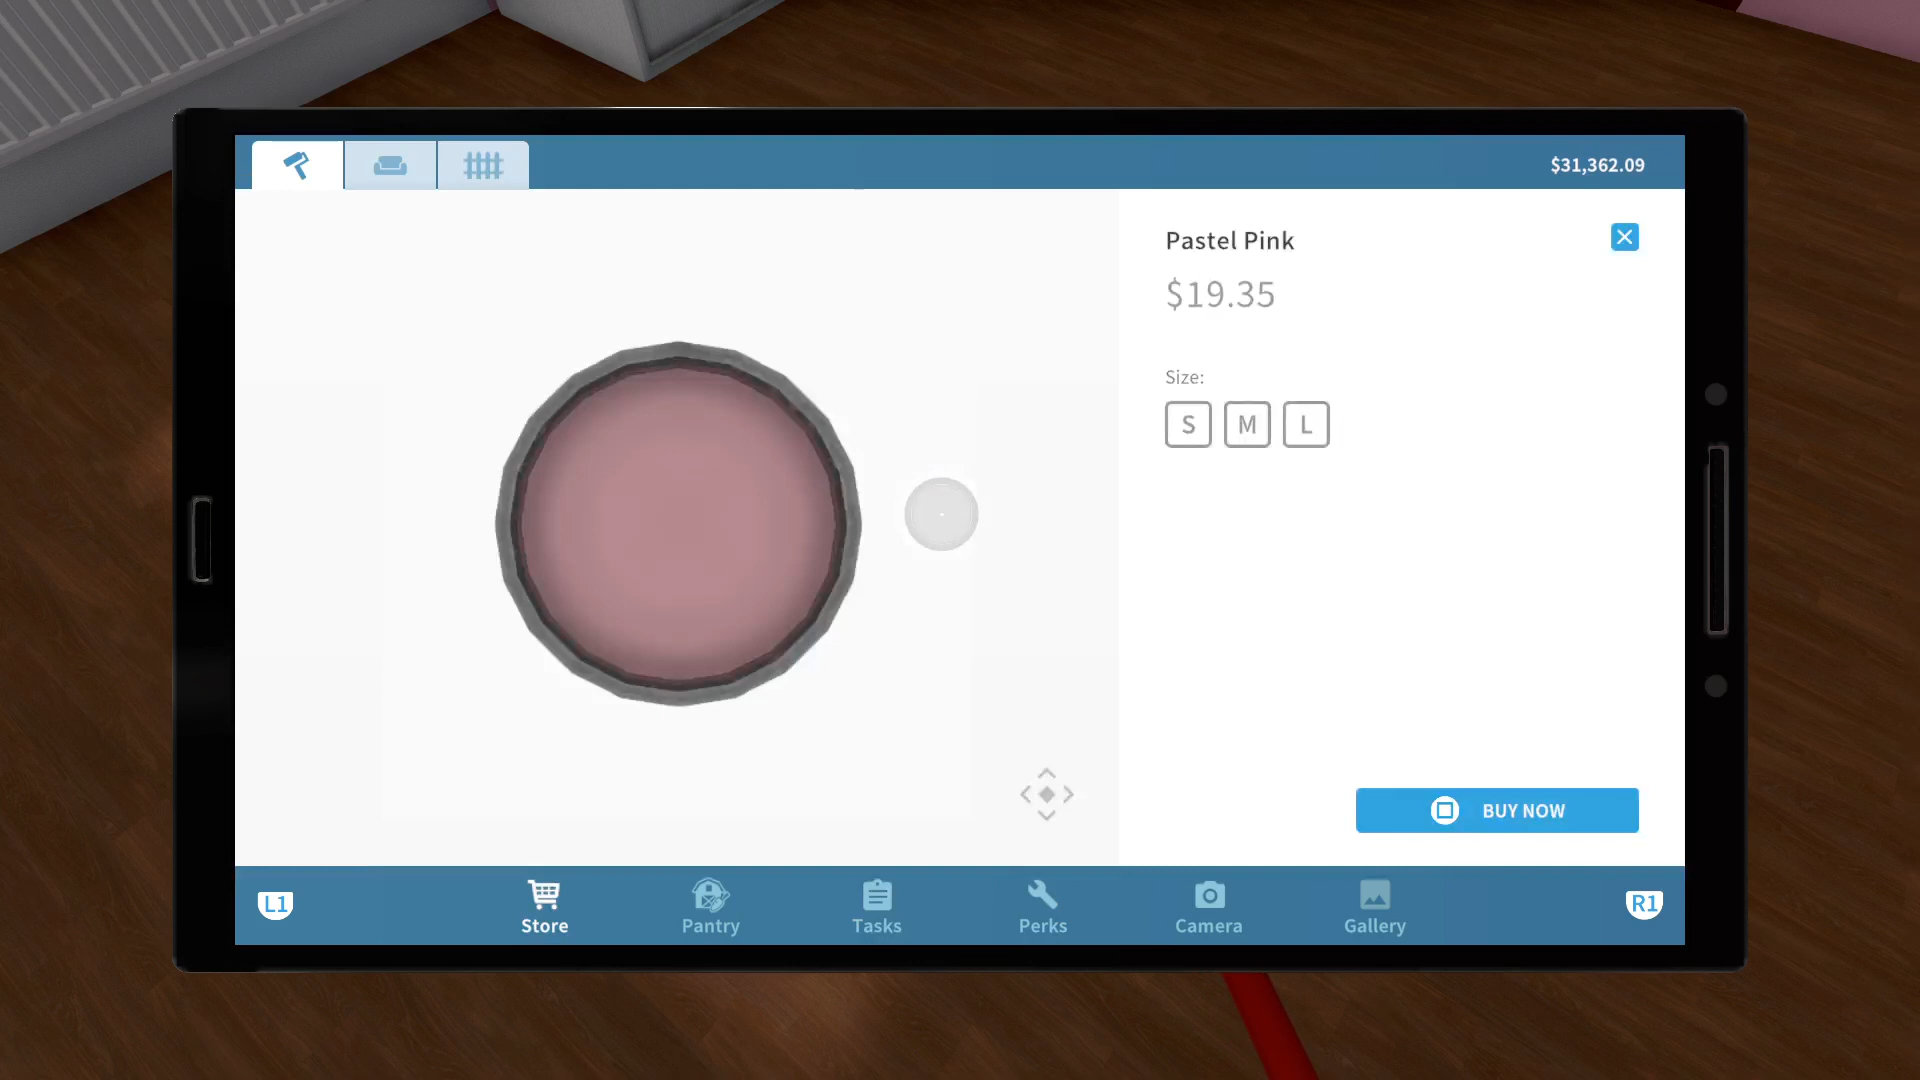 $31,362.09
Pastel Pink
$19.35
Size:
S M L
BUY NOW
L1
Store
Pantry
Tasks
Perks
Camera
Gallery
R1